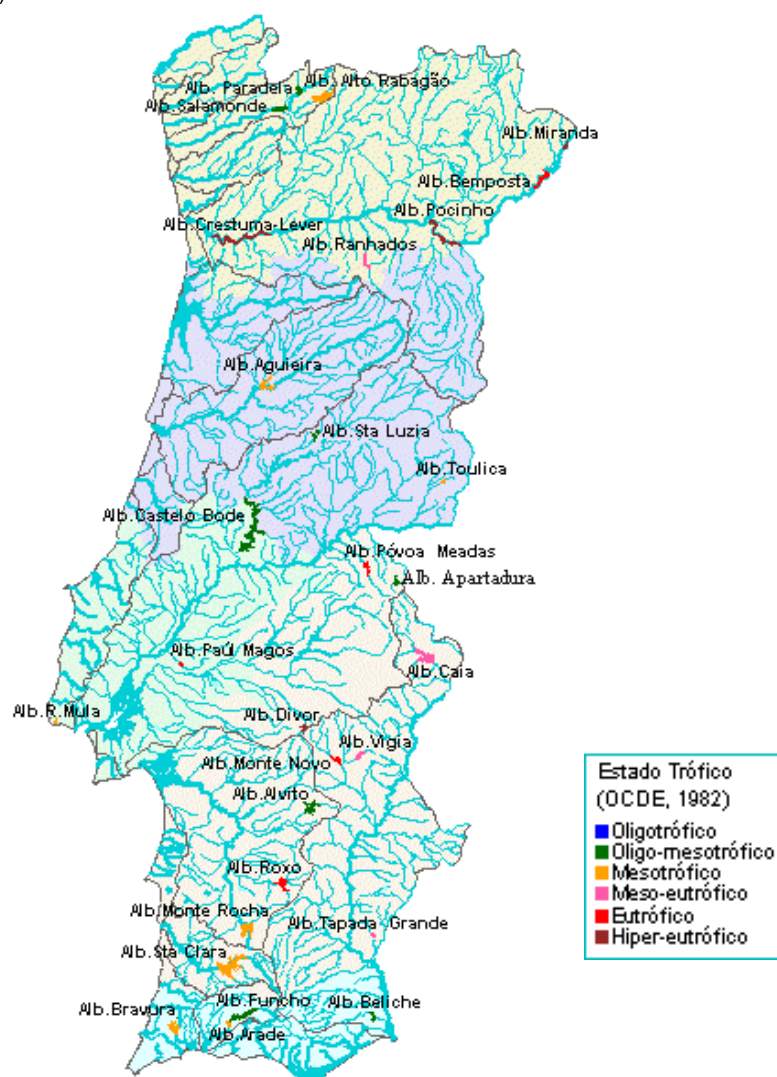 Alb. Paradela
Alb. Alto Rabagão
Alb.Salamonde
Alb.Miranda
Alb.Bemposta
Alb.Pocinho
Alb.Crestuma-Léver
Alb.Ranhados
Alb.Aguieira
Alb.Sta Luzia
Alb.Toulica
Alb.Castelo Bode
Alb.Póvoa Meadas
Alb. Apartadura
Alb.Paúl Magos
Alb.Caia
Alb.R.Mula
Alb.Divor
Alb.Vigia
Alb.Monte Novo
Alb.Alvito
Alb.Roxo
Alb.Monte Rocha
Alb.Tapada Grande
Alb.Sta Clara
Alb.Funcho
Alb.Beliche
Alb.Bravura
Alb.Arade
Estado Trófico
(OCDE, 1982)
Oligotrófico
Oligo-mesotrófico
Mesotrófico
Meso-eutrófico
Eutrófico
Hiper-eutrófico